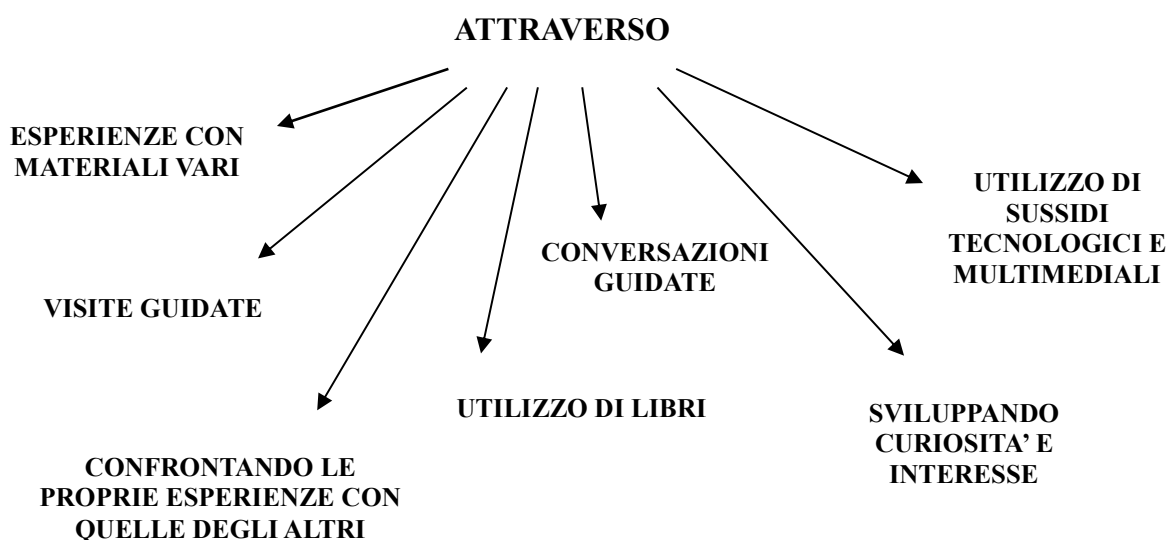 ATTRAVERSO
ESPERIENZE CON
MATERIALI VARI
VISITE GUIDATE
CONFRONTANDO LE
PROPRIE ESPERIENZE CON
QUELLE DEGLI ALTRI
UTILIZZO DI LIBRI
CONVERSAZIONI
GUIDATE
SVILUPPANDO
CURIOSITA’ E
INTERESSE
UTILIZZO DI
SUSSIDI
TECNOLOGICI E
MULTIMEDIALI